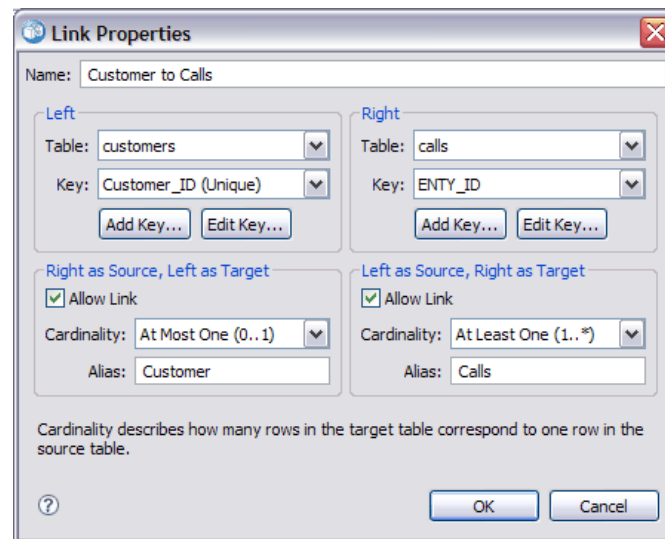 Link Properties
Name: Customer to Calls
Left
Table: customers
Key: Customer_ID (Unique)
Add Key... Edit Key...
Right
Table: calls
Key: ENTY_ID
Add Key... Edit Key...
Right as Source, Left as Target
Allow Link
Cardinality: At Most One (0..1)
Alias: Customer
Left as Source, Right as Target
Allow Link
Cardinality: At Least One (1..*)
Alias: Calls
Cardinality describes how many rows in the target table correspond to one row in the
source table.
?
OK Cancel